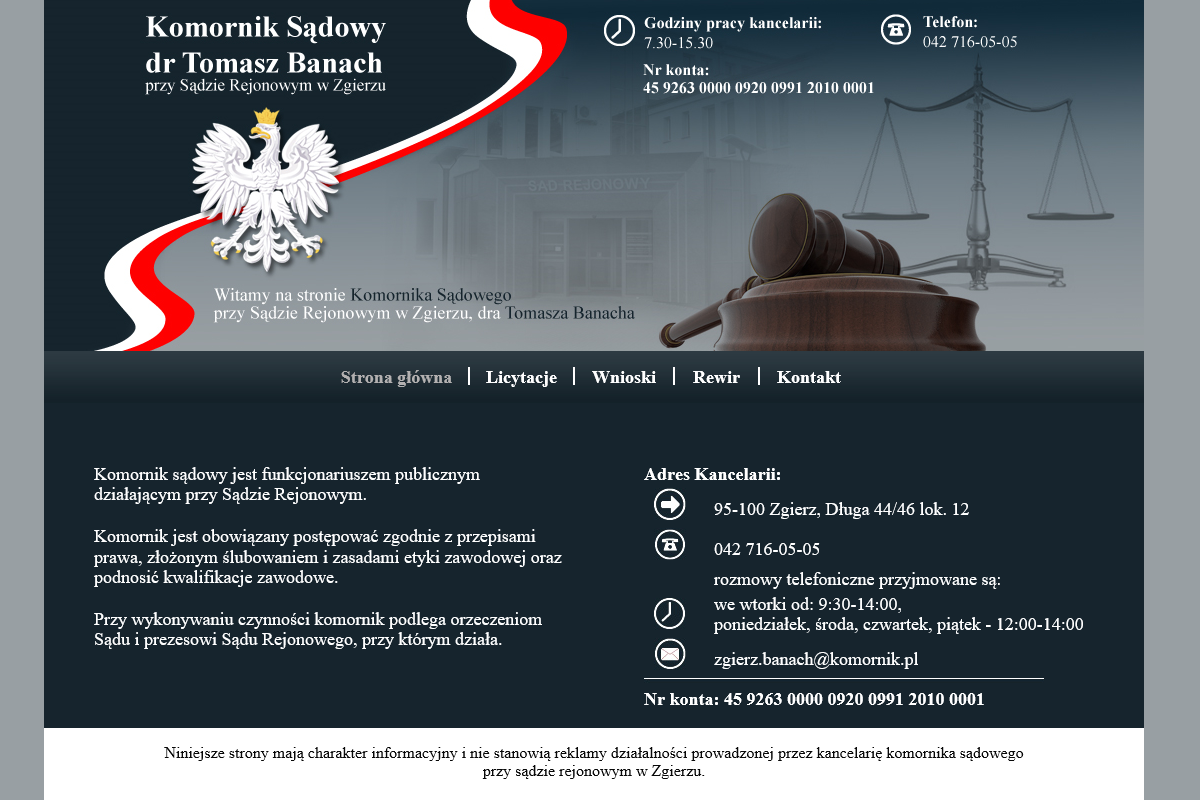 Komornik Sądowy
dr Tomasz Banach
przy Sądzie Rejonowym w Zgierzu
Godziny pracy kancelarii:
7.30-15.30
Telefon:
042 716-05-05
Nr konta:
45 9263 0000 0920 0991 2010 0001
SĄD REJONOWY
Witamy na stronie Komornika Sądowego
przy Sądzie Rejonowym w Zgierzu, dra Tomasza Banacha
Strona główna
Licytacje
Wnioski
Rewir
Kontakt
Komornik sądowy jest funkcjonariuszem publicznym
działającym przy Sądzie Rejonowym.
Komornik jest obowiązany postępować zgodnie z przepisami
prawa, złożonym ślubowaniem i zasadami etyki zawodowej oraz
podnosić kwalifikacje zawodowe.
Przy wykonywaniu czynności komornik podlega orzeczeniom
Sądu i prezesowi Sądu Rejonowego, przy którym działa.
Adres Kancelarii:
95-100 Zgierz, Długa 44/46 lok. 12
042 716-05-05
rozmowy telefoniczne przyjmowane są:
we wtorki od: 9:30-14:00,
poniedziałek, środa, czwartek, piątek - 12:00-14:00
zgierz.banach@komornik.pl
Nr konta: 45 9263 0000 0920 0991 2010 0001
Niniejsze strony mają charakter informacyjny i nie stanowią reklamy działalności prowadzonej przez kancelarię komornika sądowego
przy sądzie rejonowym w Zgierzu.